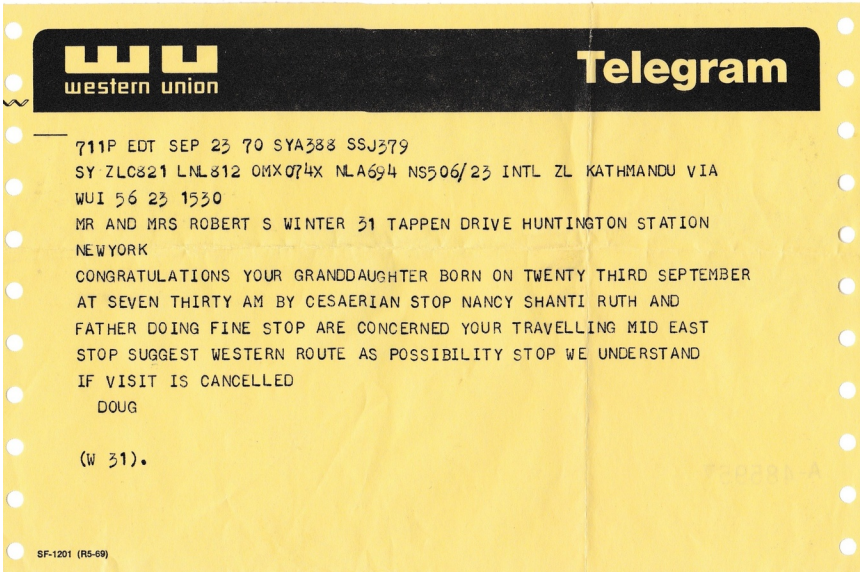 western union
Telegram
711P EDT SEP 23 70 SYA388 SSJ379
SY ZLC821 LNL812 OMX074X NLA694 NS506/23 INTL ZL KATHMANDU VIA
WUI 56 23 1530
MR AND MRS ROBERT S WINTER 31 TAPPEN DRIVE HUNTINGTON STATION
NEWYORK
CONGRATULATIONS YOUR GRANDDAUGHTER BORN ON TWENTY THIRD SEPTEMBER
AT SEVEN THIRTY AM BY CESAERIAN STOP NANCY SHANTI RUTH AND
FATHER DOING FINE STOP ARE CONCERNED YOUR TRAVELLING MID EAST
STOP SUGGEST WESTERN ROUTE AS POSSIBILITY STOP WE UNDERSTAND
IF VISIT IS CANCELLED
DOUG
(W 31).
SF-1201 (R5-69)